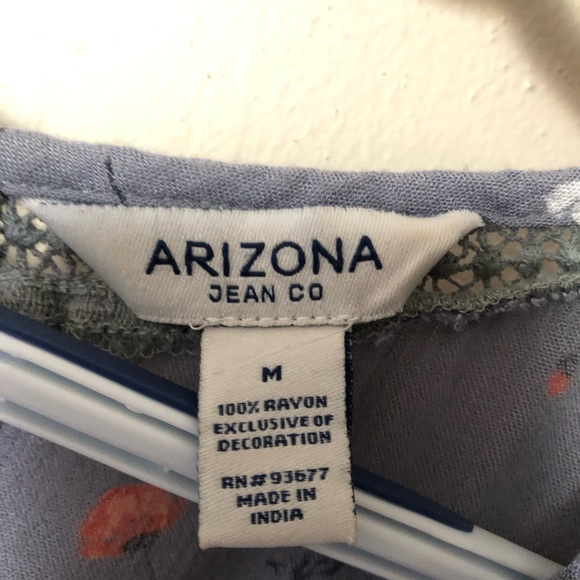 ARIZONA
JEAN CO
M
100% RAYON
EXCLUSIVE OF
DECORATION
RN#93677
MADE IN
INDIA